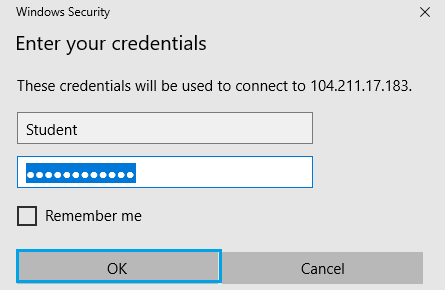 Windows Security
Enter your credentials
These credentials will be used to connect to 104.211.17.183.
Student
●●●●●●●●●●●●
Remember me
OK
Cancel